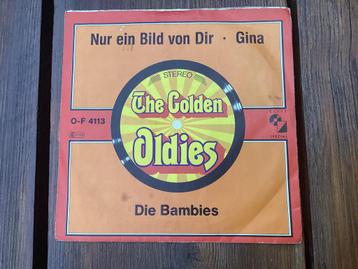 Nur ein Bild von Dir · Gina
STEREO
The Golden
Oldies
O-F 4113
Die Bambies